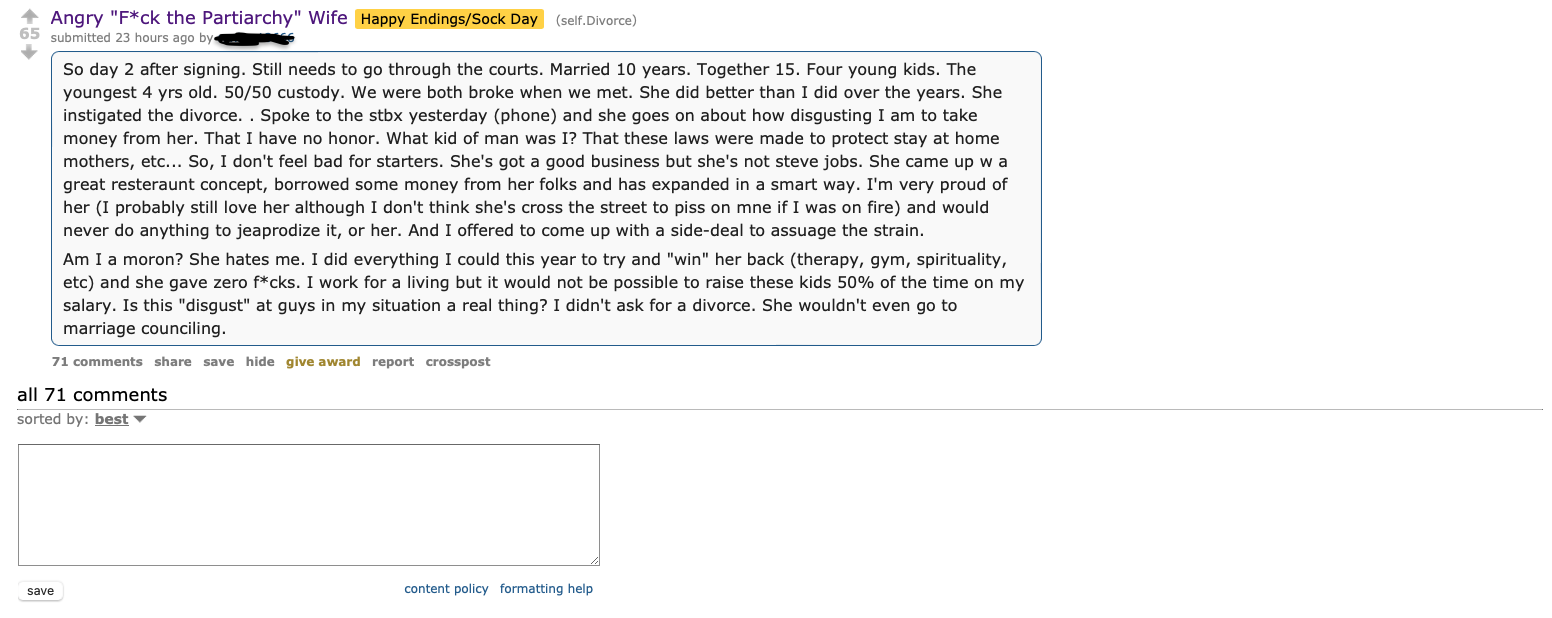 Angry "F*ck the Partiarchy" Wife Happy Endings/Sock Day (self.Divorce)
65
submitted 23 hours ago by
So day 2 after signing. Still needs to go through the courts. Married 10 years. Together 15. Four young kids. The
youngest 4 yrs old. 50/50 custody. We were both broke when we met. She did better than I did over the years. She
instigated the divorce. . Spoke to the stbx yesterday (phone) and she goes on about how disgusting I am to take
money from her. That I have no honor. What kid of man was I? That these laws were made to protect stay at home
mothers, etc... So, I don't feel bad for starters. She's got a good business but she's not steve jobs. She came up w a
great resteraunt concept, borrowed some money from her folks and has expanded in a smart way. I'm very proud of
her (I probably still love her although I don't think she's cross the street to piss on mne if I was on fire) and would
never do anything to jeaprodize it, or her. And I offered to come up with a side-deal to assuage the strain.
Am I a moron? She hates me. I did everything I could this year to try and "win" her back (therapy, gym, spirituality,
etc) and she gave zero f*cks. I work for a living but it would not be possible to raise these kids 50% of the time on my
salary. Is this "disgust" at guys in my situation a real thing? I didn't ask for a divorce. She wouldn't even go to
marriage counciling.
71 comments share save hide give award report crosspost
all 71 comments
sorted by: best
save content policy formatting help